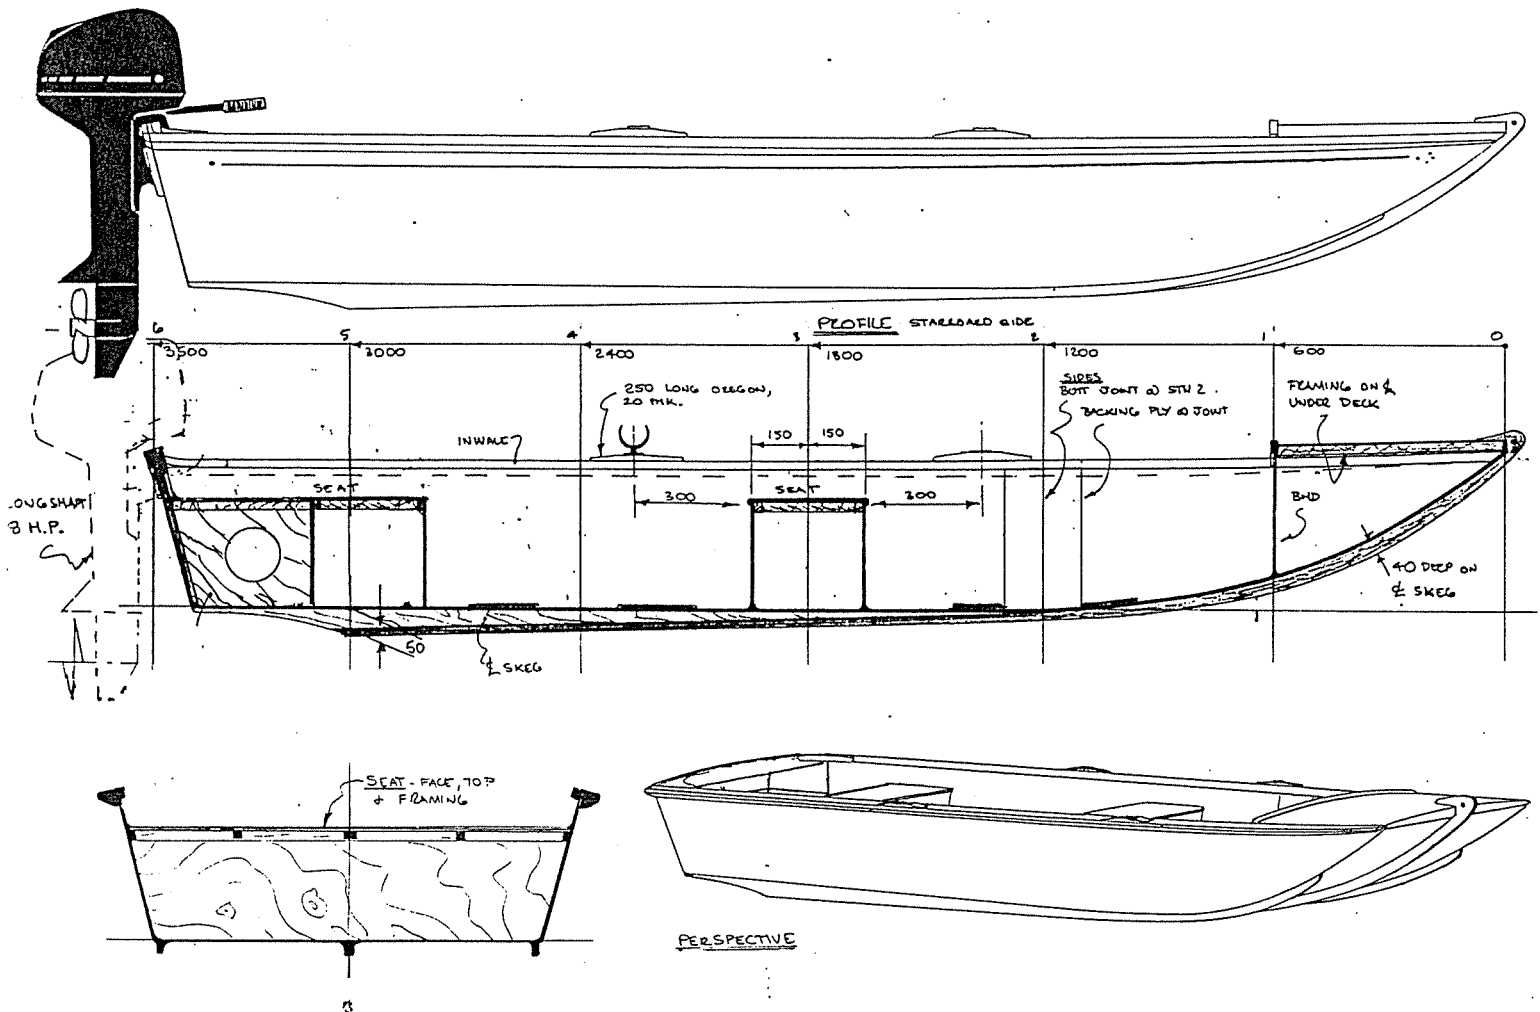 PROFILE STARBOARD SIDE
6 5 4 3 2 1 0
3500 3000 2400 1800 1200 600
250 LONG OREGON,
20 THK.
SIDES
BUTT JOINT @ STN 2.
BACKING PLY @ JOINT
FRAMING ON ℄
UNDER DECK
INWALE
150 150
SEAT
SEAT
300
300
LONGSHAFT
8 H.P.
BHD
40 DEEP ON
℄ SKEG
50
℄ SKEG
SEAT - FACE, TOP
& FRAMING
PERSPECTIVE
3